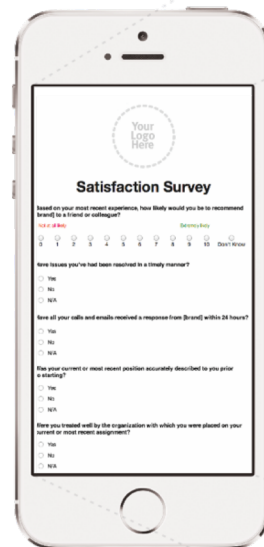 Your
Logo
Here
Satisfaction Survey
Based on your most recent experience, how likely would you be to recommend
[brand] to a friend or colleague?
Not at all likely Extremely likely
0 1 2 3 4 5 6 7 8 9 10 Don't Know
Have issues you've had been resolved in a timely manner?
Yes
No
N/A
Have all your calls and emails received a response from [brand] within 24 hours?
Yes
No
N/A
Was your current or most recent position accurately described to you prior
to starting?
Yes
No
N/A
Were you treated well by the organization with which you were placed on your
current or most recent assignment?
Yes
No
N/A